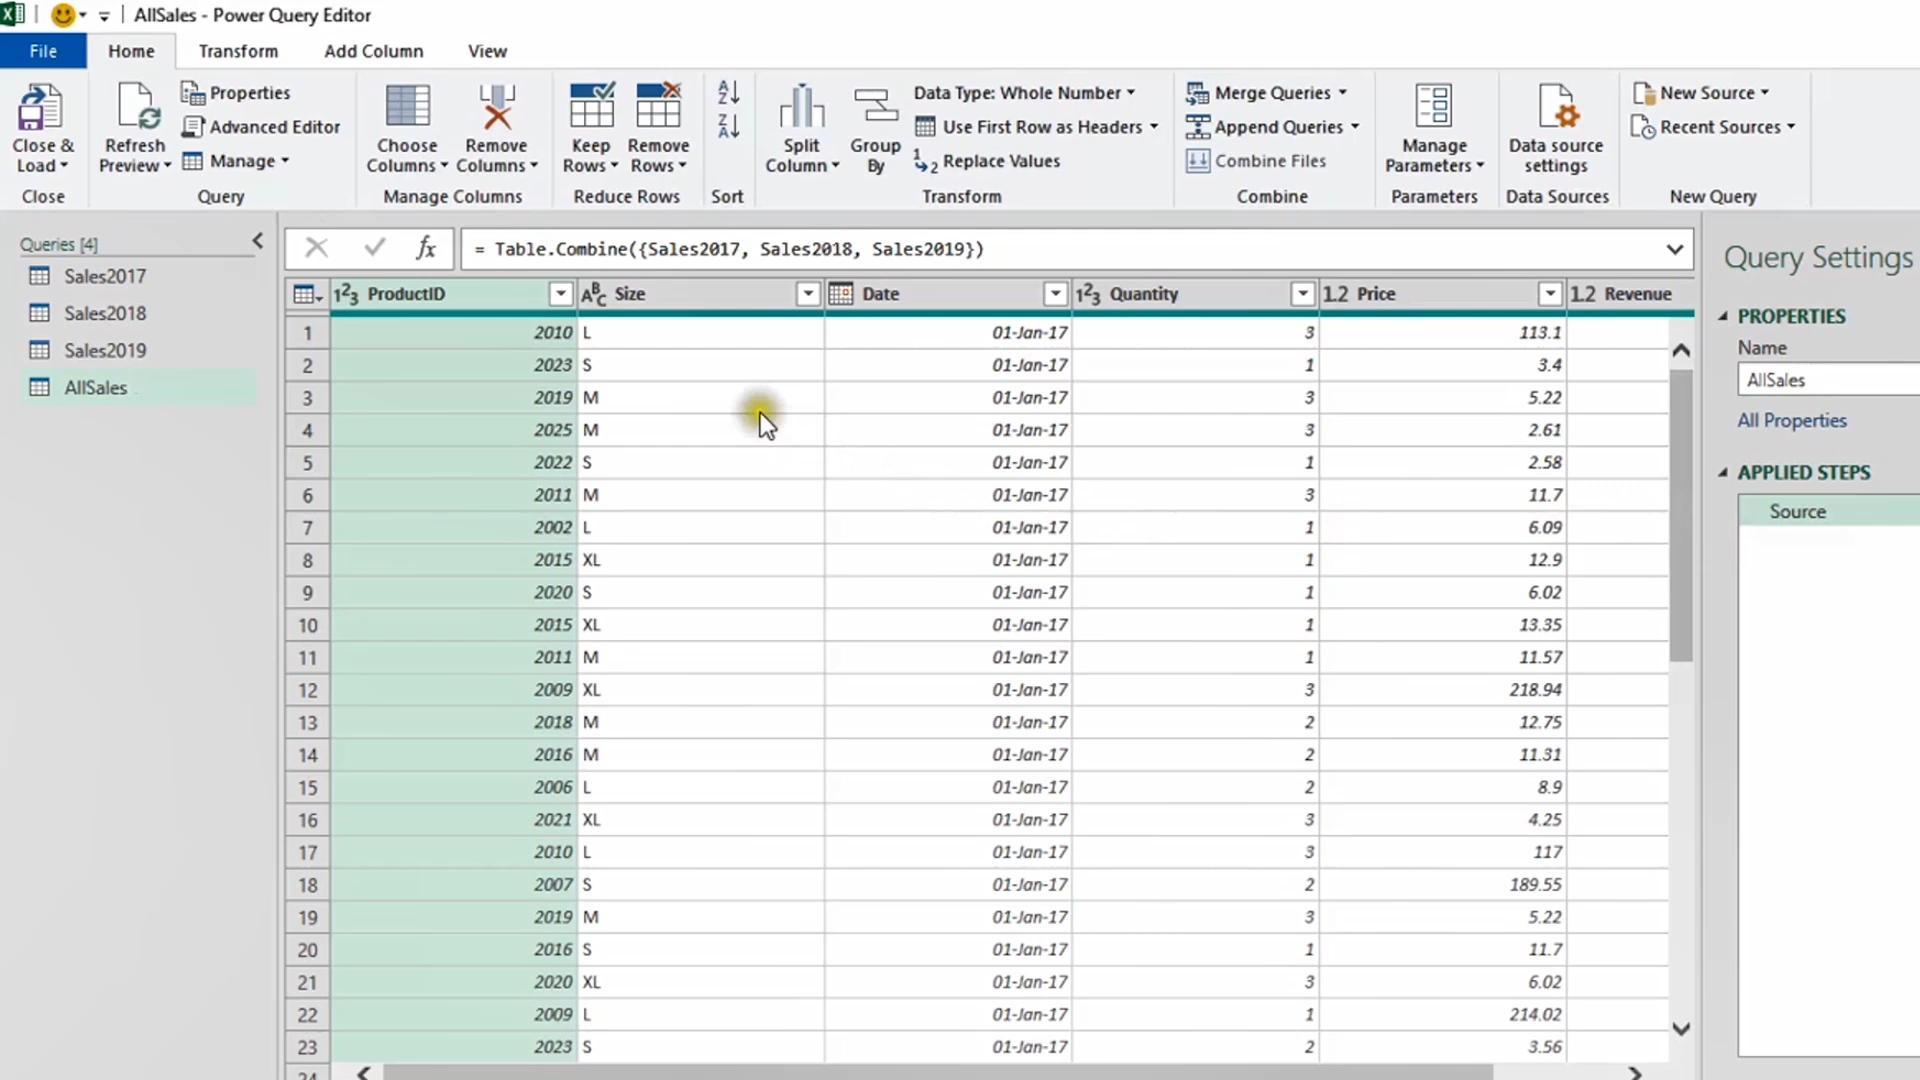 AllSales - Power Query Editor
File Home Transform Add Column View
Close & Load
Close
Refresh Preview
Properties
Advanced Editor
Manage
Query
Choose Columns
Remove Columns
Manage Columns
Keep Rows
Remove Rows
Reduce Rows
Sort
Split Column
Group By
Data Type: Whole Number
Use First Row as Headers
Replace Values
Transform
Merge Queries
Append Queries
Combine Files
Combine
Manage Parameters
Parameters
Data source settings
Data Sources
New Source
Recent Sources
New Query
Queries [4]
Sales2017
Sales2018
Sales2019
AllSales
fx = Table.Combine({Sales2017, Sales2018, Sales2019})
ProductID Size Date Quantity Price Revenue
1 2010 L 01-Jan-17 3 113.1
2 2023 S 01-Jan-17 1 3.4
3 2019 M 01-Jan-17 3 5.22
4 2025 M 01-Jan-17 3 2.61
5 2022 S 01-Jan-17 1 2.58
6 2011 M 01-Jan-17 3 11.7
7 2002 L 01-Jan-17 1 6.09
8 2015 XL 01-Jan-17 1 12.9
9 2020 S 01-Jan-17 1 6.02
10 2015 XL 01-Jan-17 1 13.35
11 2011 M 01-Jan-17 1 11.57
12 2009 XL 01-Jan-17 3 218.94
13 2018 M 01-Jan-17 2 12.75
14 2016 M 01-Jan-17 2 11.31
15 2006 L 01-Jan-17 2 8.9
16 2021 XL 01-Jan-17 3 4.25
17 2010 L 01-Jan-17 3 117
18 2007 S 01-Jan-17 2 189.55
19 2019 M 01-Jan-17 3 5.22
20 2016 S 01-Jan-17 1 11.7
21 2020 XL 01-Jan-17 3 6.02
22 2009 L 01-Jan-17 1 214.02
23 2023 S 01-Jan-17 2 3.56
24
Query Settings
PROPERTIES
Name
AllSales
All Properties
APPLIED STEPS
Source